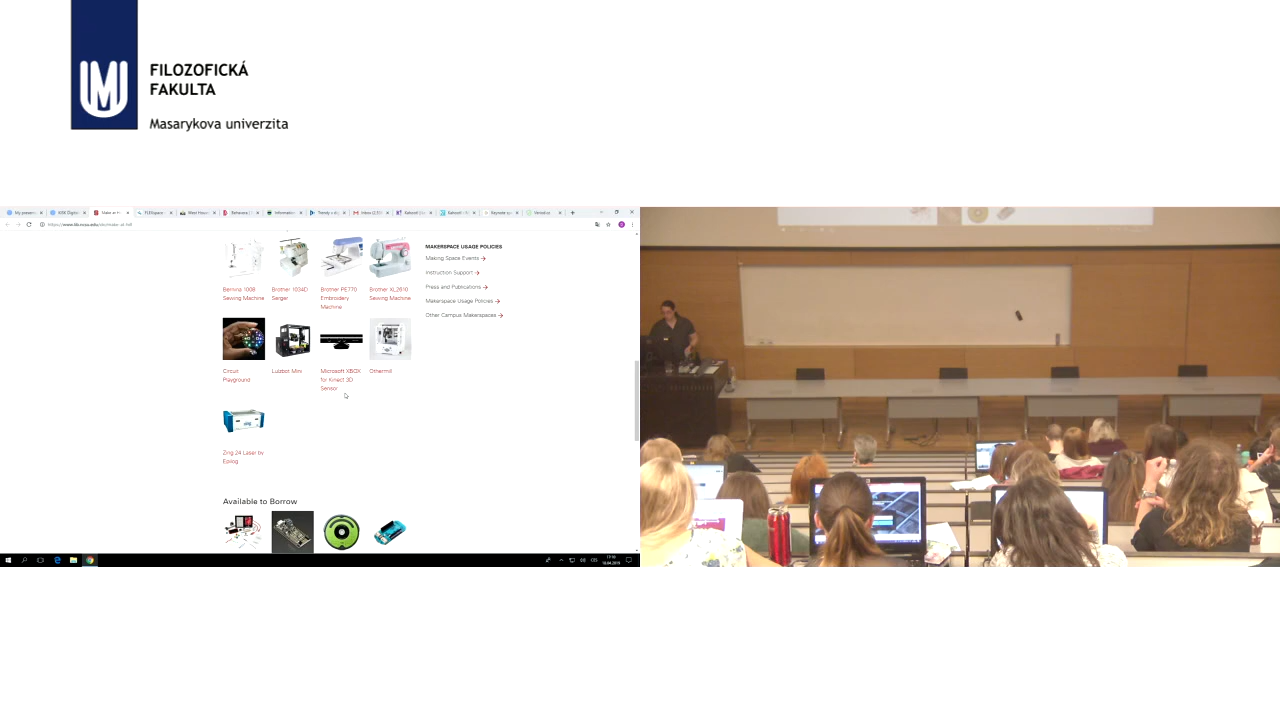 FILOZOFICKÁ
FAKULTA
Masarykova univerzita
MAKERSPACE USAGE POLICIES
Making Space Events
Instruction Support
Press and Publications
Makerspace Usage Policies
Other Campus Makerspaces
Bernina 1008
Sewing Machine
Brother 1034D
Serger
Brother PE770
Embroidery
Machine
Brother XL2610
Sewing Machine
Circuit
Playground
Lulzbot Mini
Microsoft XBOX
for Kinect 3D
Sensor
Othermill
Zing 24 Laser by
Epilog
Available to Borrow